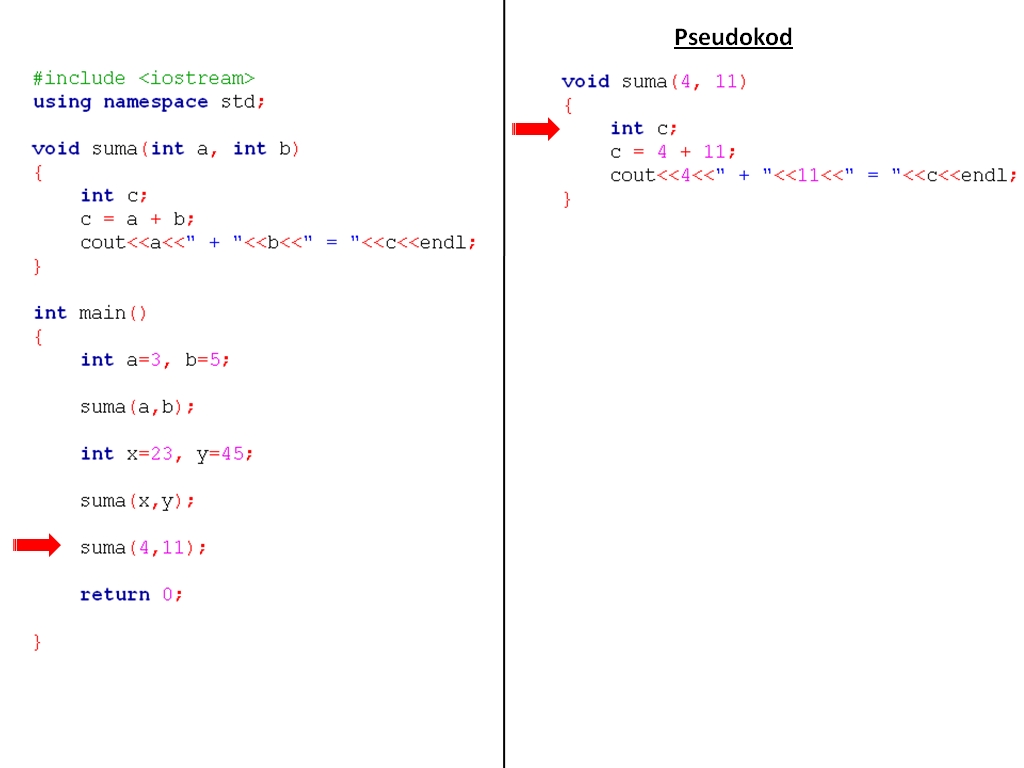 #include <iostream>
using namespace std;
void suma(int a, int b)
{
int c;
c = a + b;
cout<<a<<" + "<<b<<" = "<<c<<endl;
}
int main()
{
int a=3, b=5;
suma(a,b);
int x=23, y=45;
suma(x,y);
suma(4,11);
return 0;
}
Pseudokod
void suma(4, 11)
{
int c;
c = 4 + 11;
cout<<4<<" + "<<11<<" = "<<c<<endl;
}